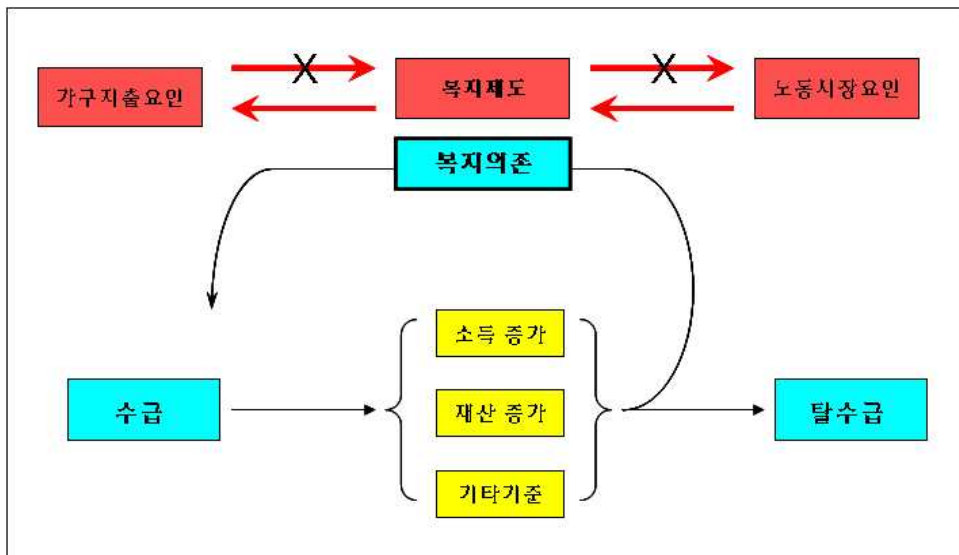 가구지출요인
X
복지제도
X
노동시장요인
복지의존
소득 증가
수급
재산 증가
탈수급
기타기준